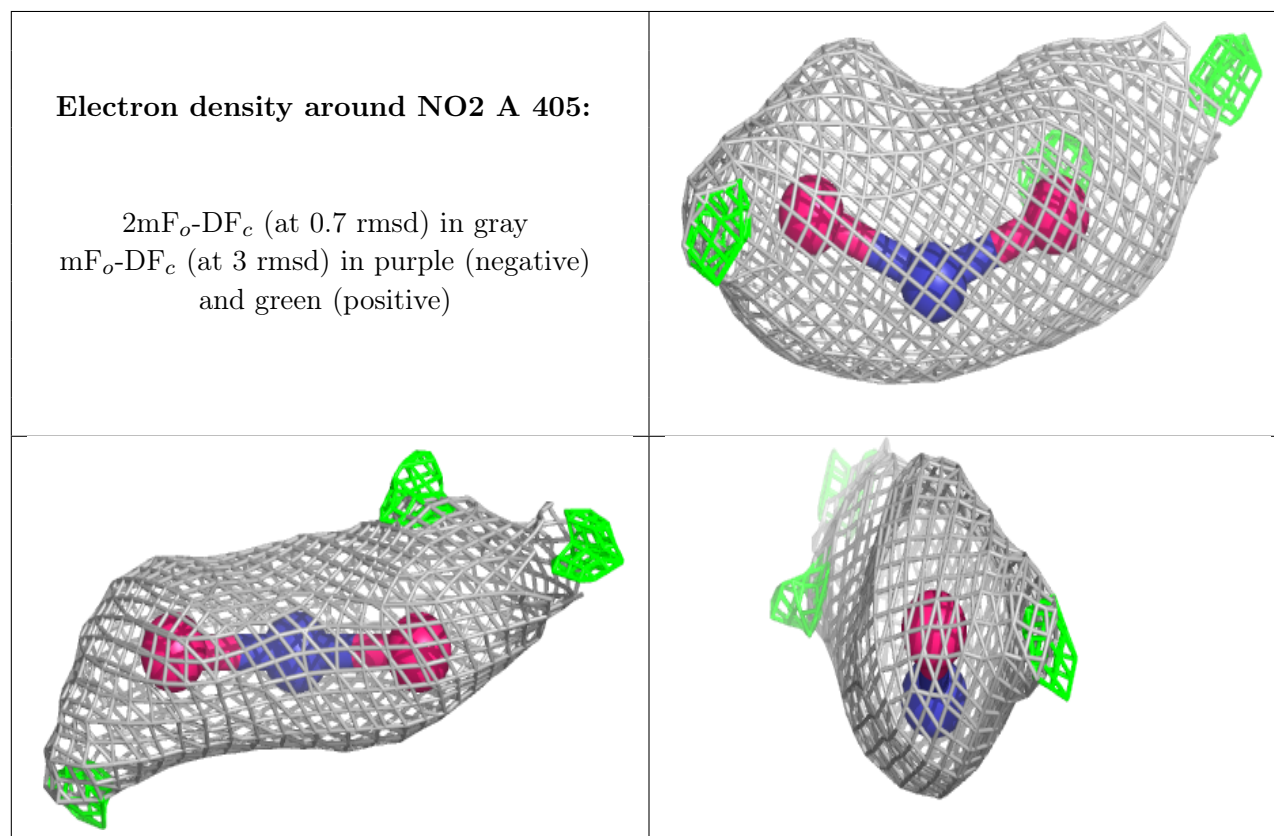 Electron density around NO2 A 405:
2mFo-DFc (at 0.7 rmsd) in gray
mFo-DFc (at 3 rmsd) in purple (negative)
and green (positive)